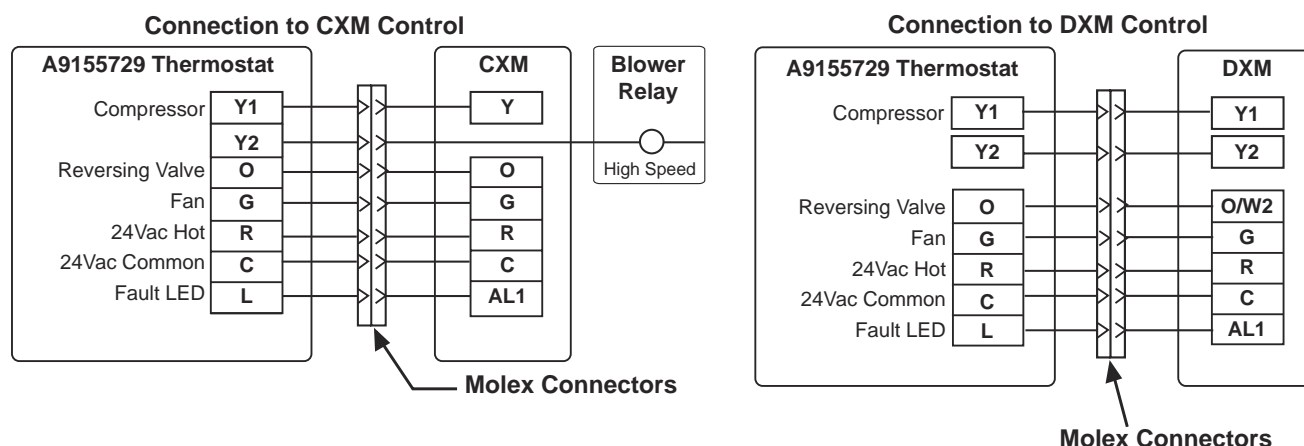 Connection to CXM Control
A9155729 Thermostat
CXM
Blower
Relay
Compressor Y1 Y
Y2
High Speed
Reversing Valve O O
Fan G G
24Vac Hot R R
24Vac Common C C
Fault LED L AL1
Molex Connectors
Connection to DXM Control
A9155729 Thermostat
DXM
Compressor Y1 Y1
Y2 Y2
Reversing Valve O O/W2
Fan G G
24Vac Hot R R
24Vac Common C C
Fault LED L AL1
Molex Connectors